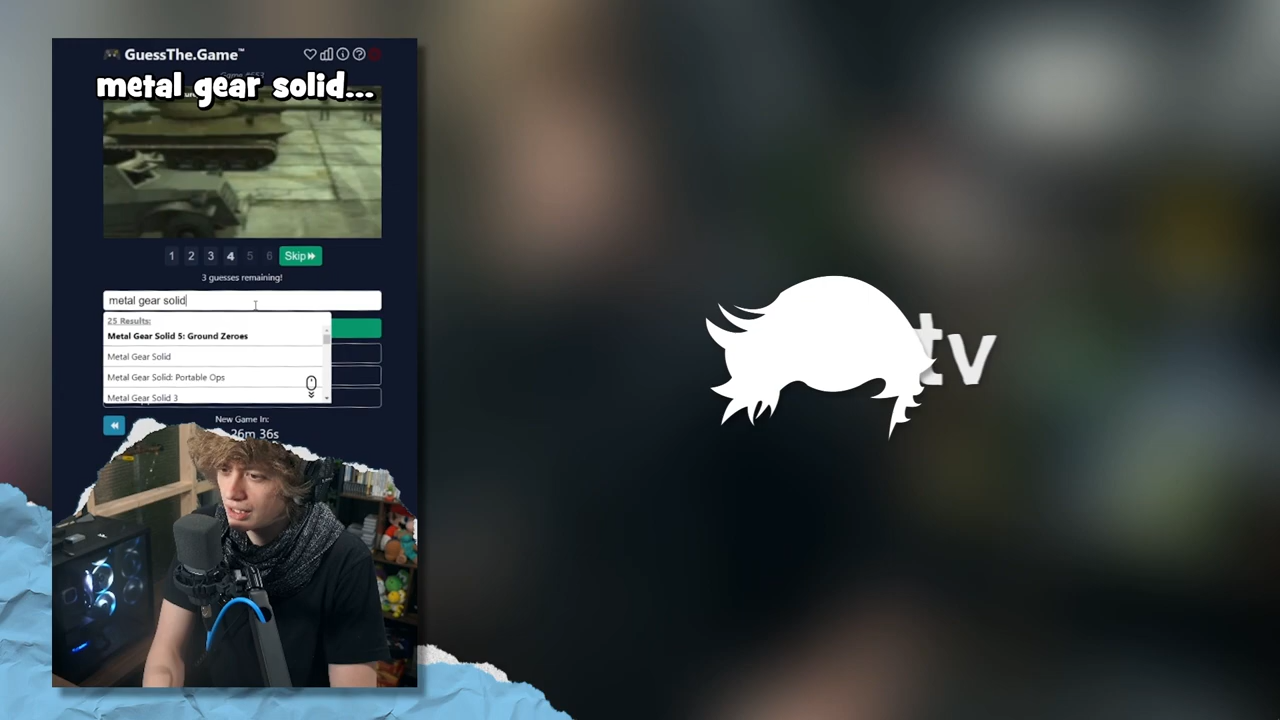 GuessThe.Game™
metal gear solid...
1 2 3 4 5 6 Skip
3 guesses remaining!
metal gear solid
25 Results:
Metal Gear Solid 5: Ground Zeroes
Metal Gear Solid
Metal Gear Solid: Portable Ops
Metal Gear Solid 3
New Game In:
26m 36s
tv